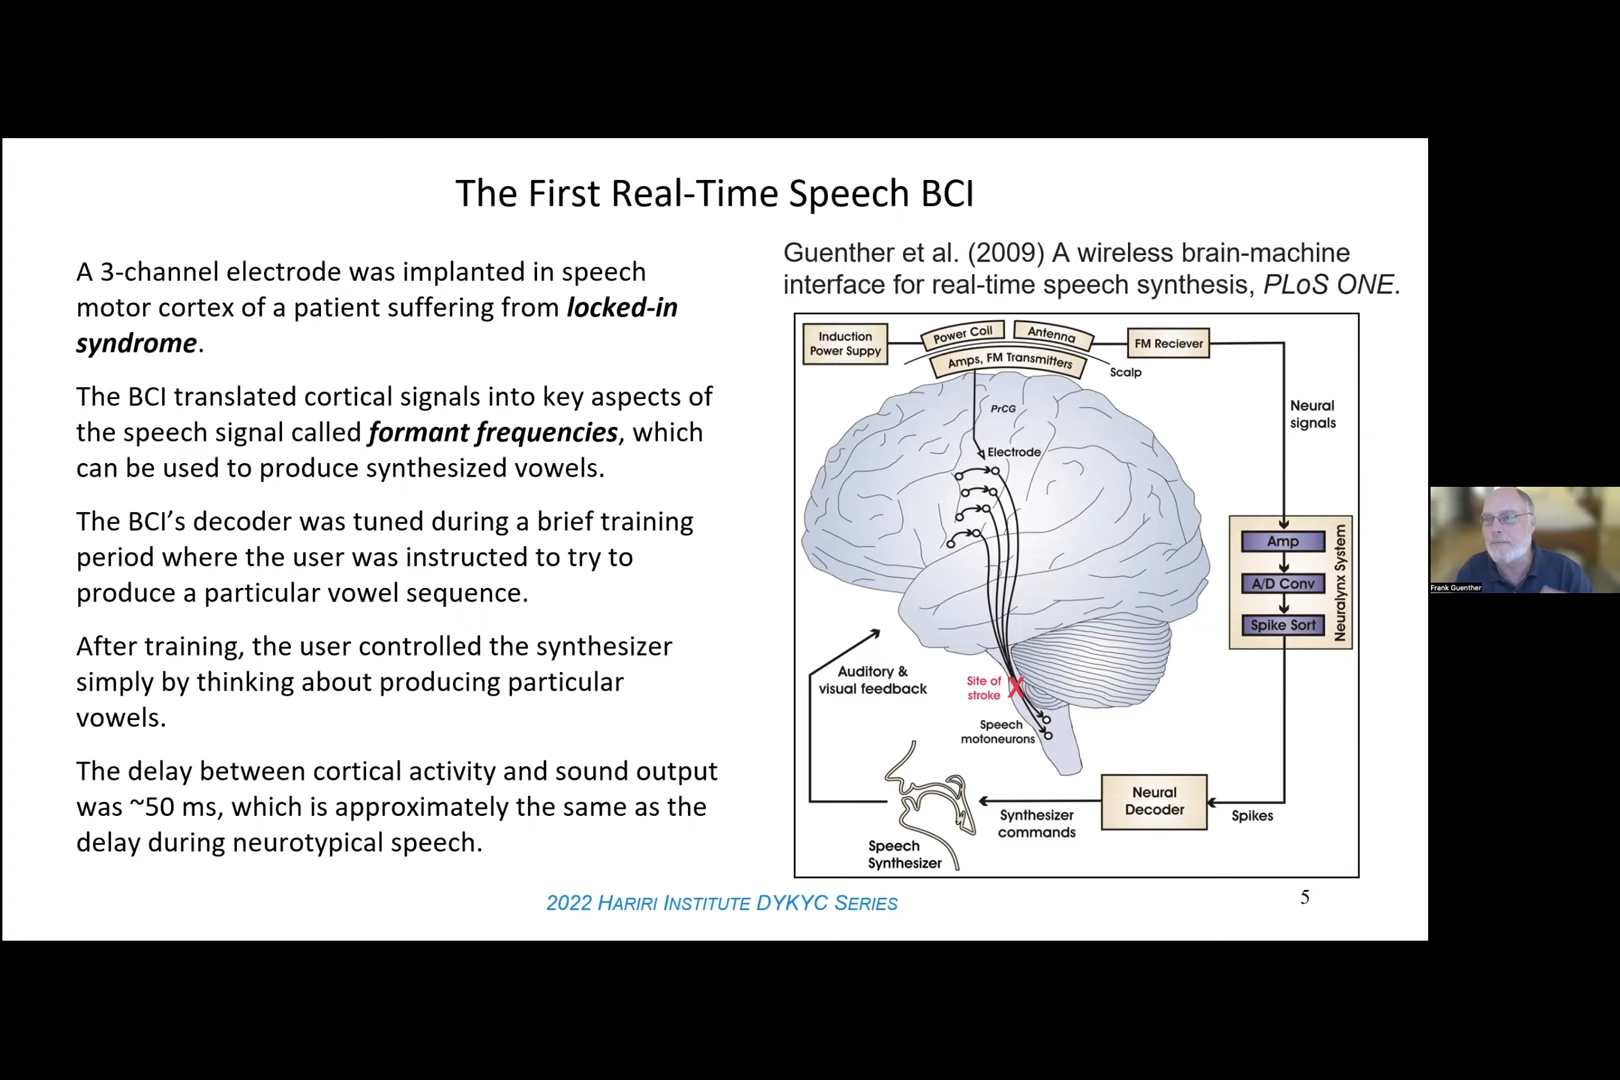 The First Real-Time Speech BCI
A 3-channel electrode was implanted in speech
motor cortex of a patient suffering from locked-in
syndrome.
The BCI translated cortical signals into key aspects of
the speech signal called formant frequencies, which
can be used to produce synthesized vowels.
The BCI’s decoder was tuned during a brief training
period where the user was instructed to try to
produce a particular vowel sequence.
After training, the user controlled the synthesizer
simply by thinking about producing particular
vowels.
The delay between cortical activity and sound output
was ~50 ms, which is approximately the same as the
delay during neurotypical speech.
Guenther et al. (2009) A wireless brain-machine
interface for real-time speech synthesis, PLoS ONE.
Induction
Power Suppy
Power Coil
Antenna
Amps, FM Transmitters
FM Reciever
Scalp
PrCG
Electrode
Neural
signals
Amp
A/D Conv
Spike Sort
Neuralynx System
Auditory &
visual feedback
Site of
stroke
Speech
motoneurons
Neural
Decoder
Spikes
Synthesizer
commands
Speech
Synthesizer
2022 HARIRI INSTITUTE DYKYC SERIES
5
Frank Guenther